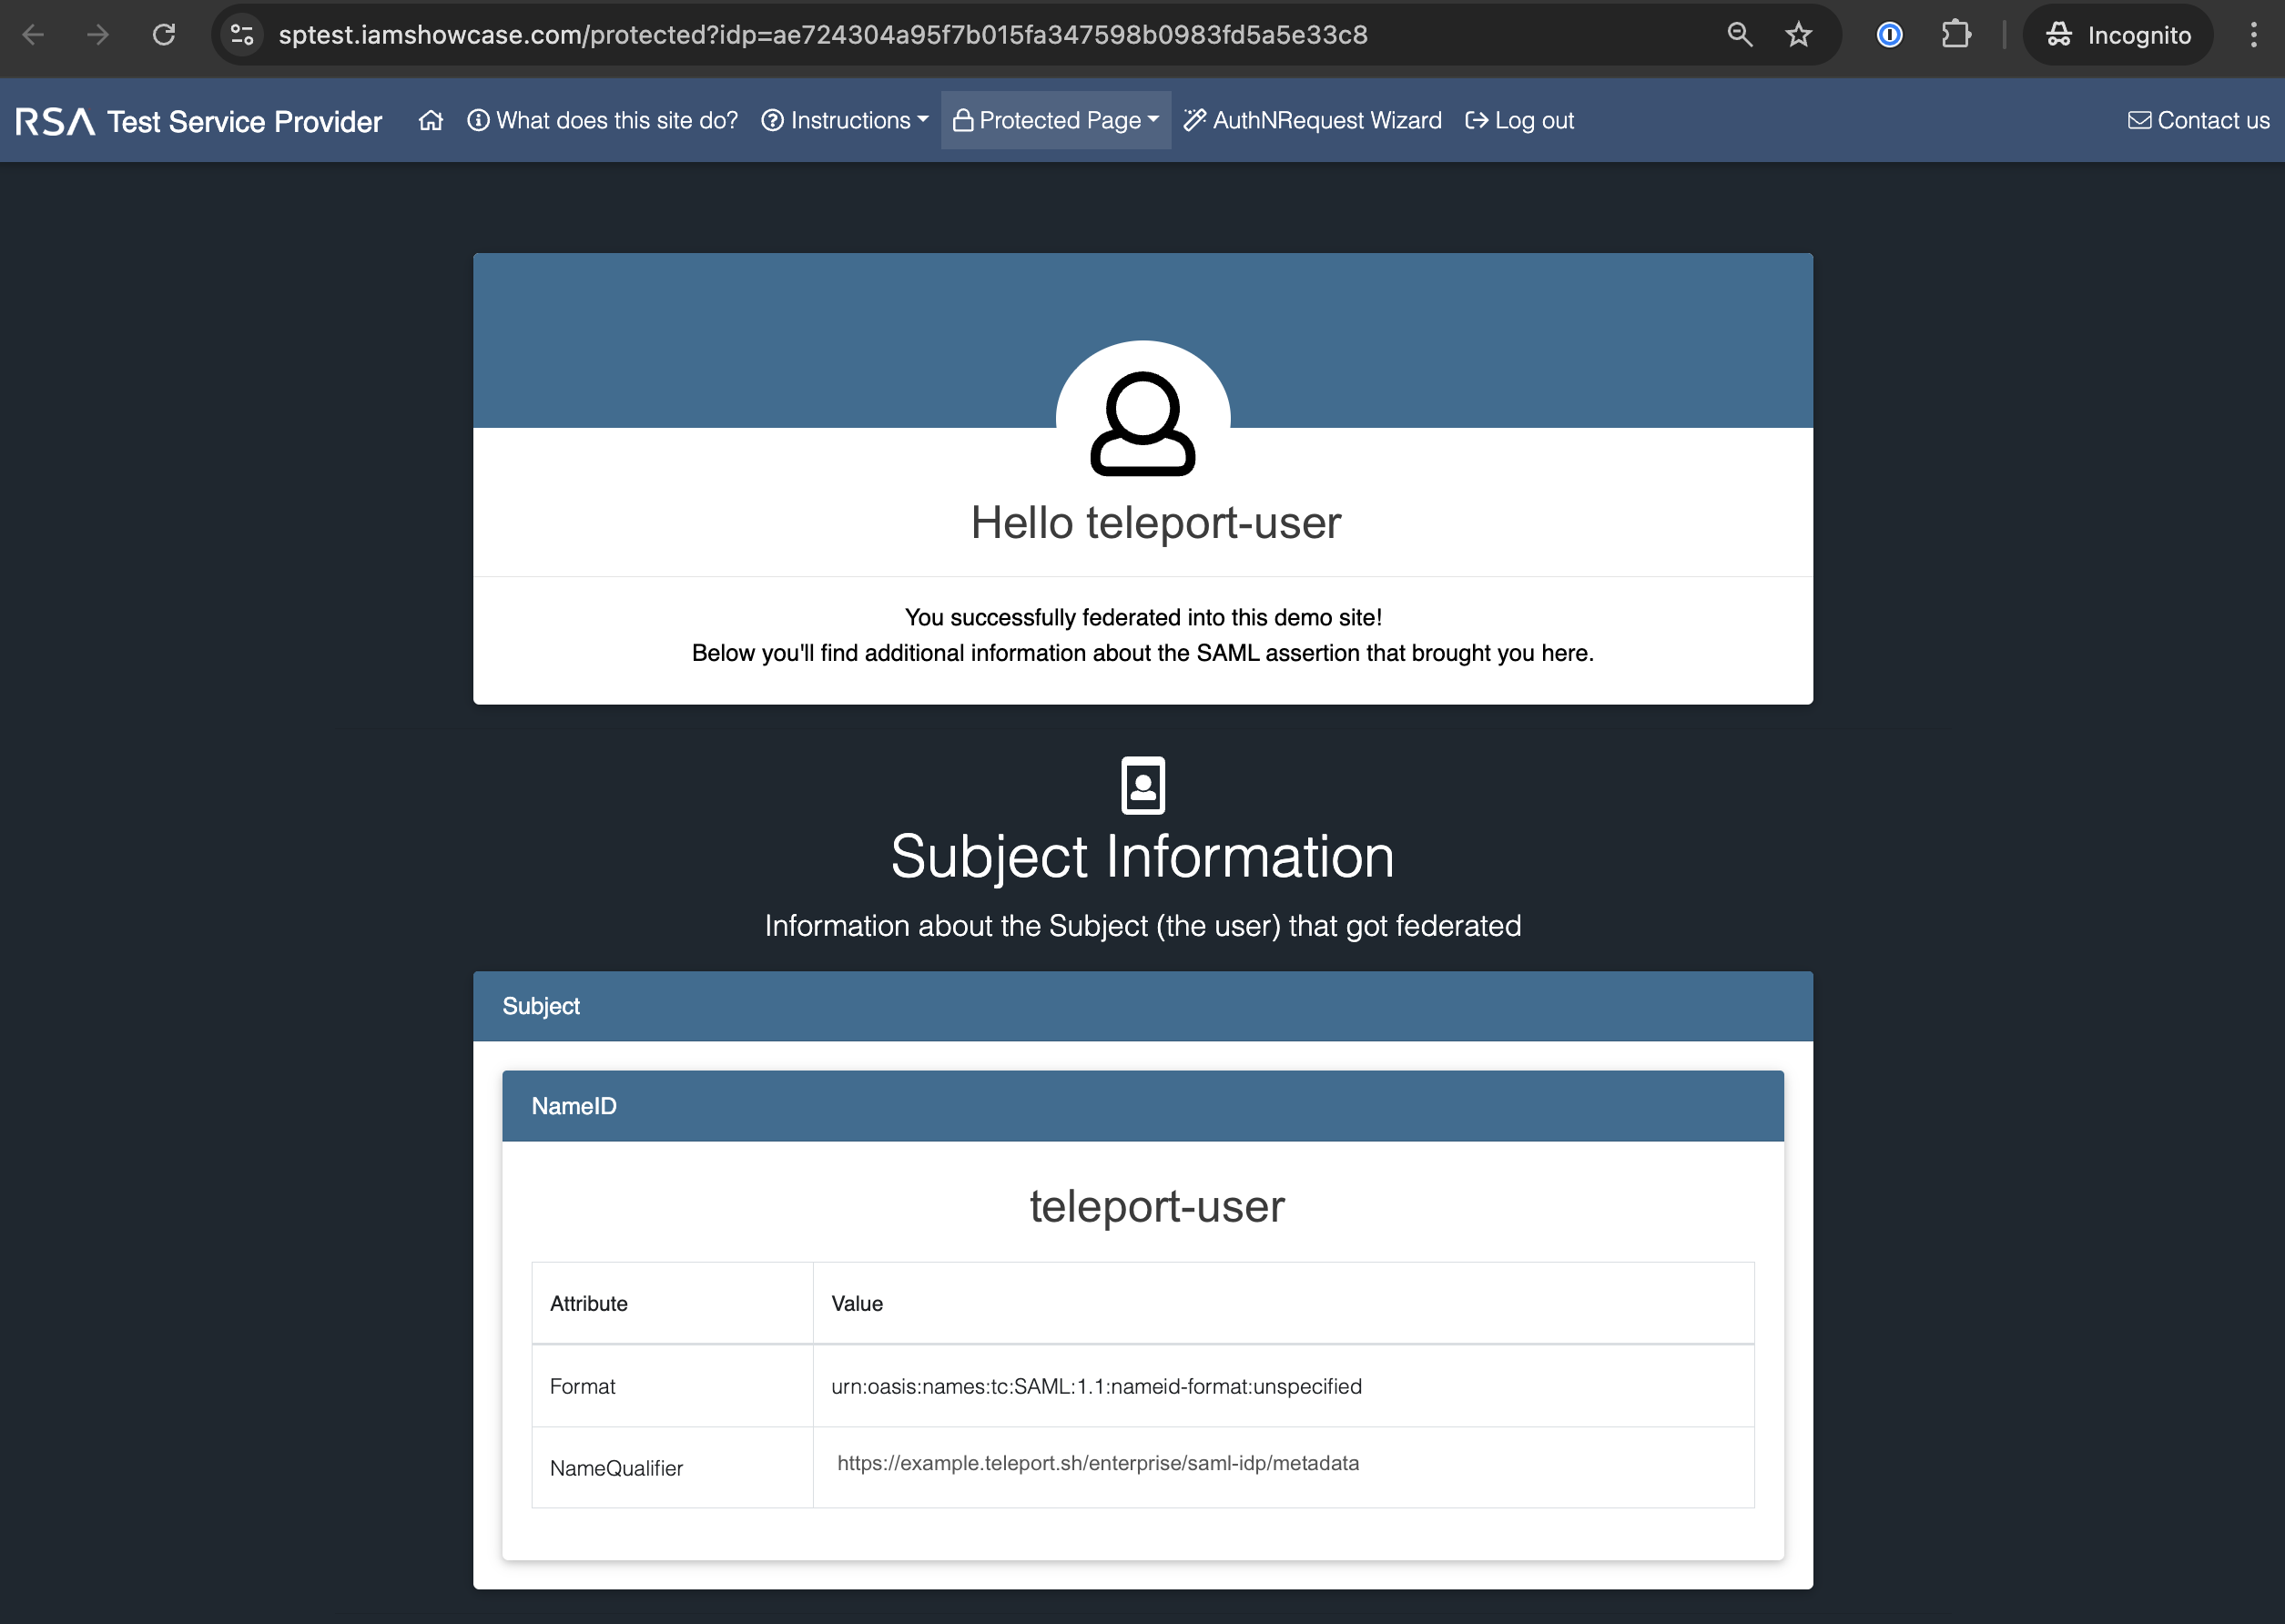 sptest.iamshowcase.com/protected?idp=ae724304a95f7b015fa347598b0983fd5a5e33c8
Incognito
RSA Test Service Provider
What does this site do?
Instructions
Protected Page
AuthNRequest Wizard
Log out
Contact us
Hello teleport-user
You successfully federated into this demo site!
Below you'll find additional information about the SAML assertion that brought you here.
Subject Information
Information about the Subject (the user) that got federated
Subject
NameID
teleport-user
Attribute Value
Format urn:oasis:names:tc:SAML:1.1:nameid-format:unspecified
NameQualifier https://example.teleport.sh/enterprise/saml-idp/metadata